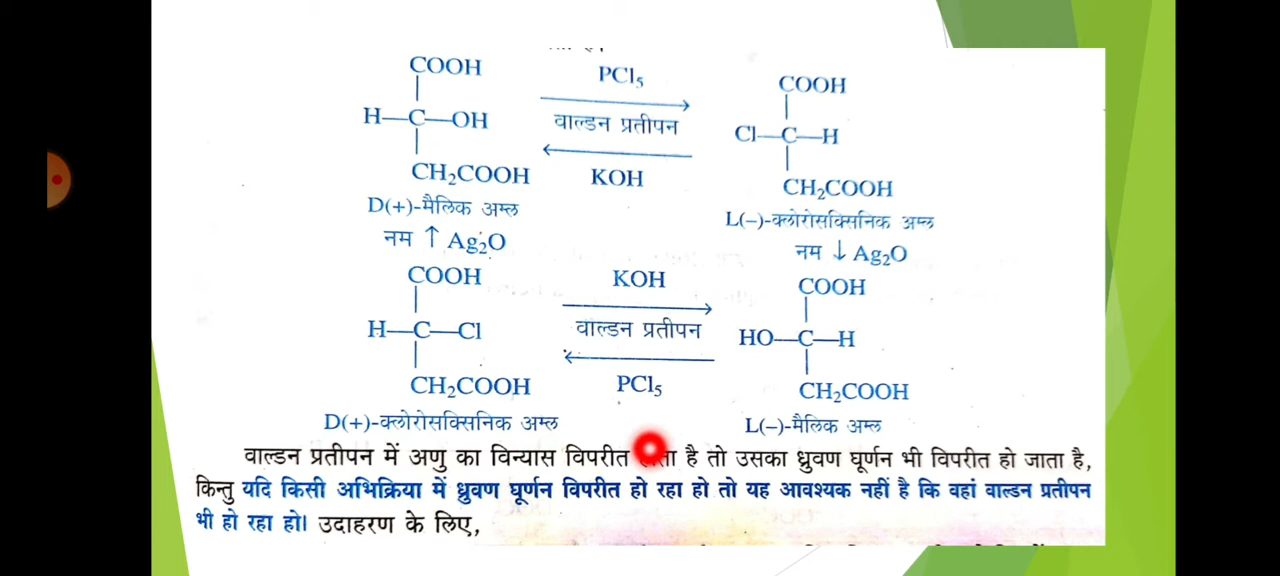 COOH
PCl5
COOH
H—C—OH
वाल्डन प्रतीपन
Cl—C—H
CH2COOH
KOH
CH2COOH
D(+)-मैलिक अम्ल
L(–)-क्लोरोसक्सिनिक अम्ल
नम ↑ Ag2O
नम ↓ Ag2O
COOH
KOH
COOH
H—C—Cl
वाल्डन प्रतीपन
HO—C—H
CH2COOH
PCl5
CH2COOH
D(+)-क्लोरोसक्सिनिक अम्ल
L(–)-मैलिक अम्ल
वाल्डन प्रतीपन में अणु का विन्यास विपरीत है तो उसका ध्रुवण घूर्णन भी विपरीत हो जाता है,
किन्तु यदि किसी अभिक्रिया में ध्रुवण घूर्णन विपरीत हो रहा हो तो यह आवश्यक नहीं है कि वहां वाल्डन प्रतीपन
भी हो रहा हो। उदाहरण के लिए,